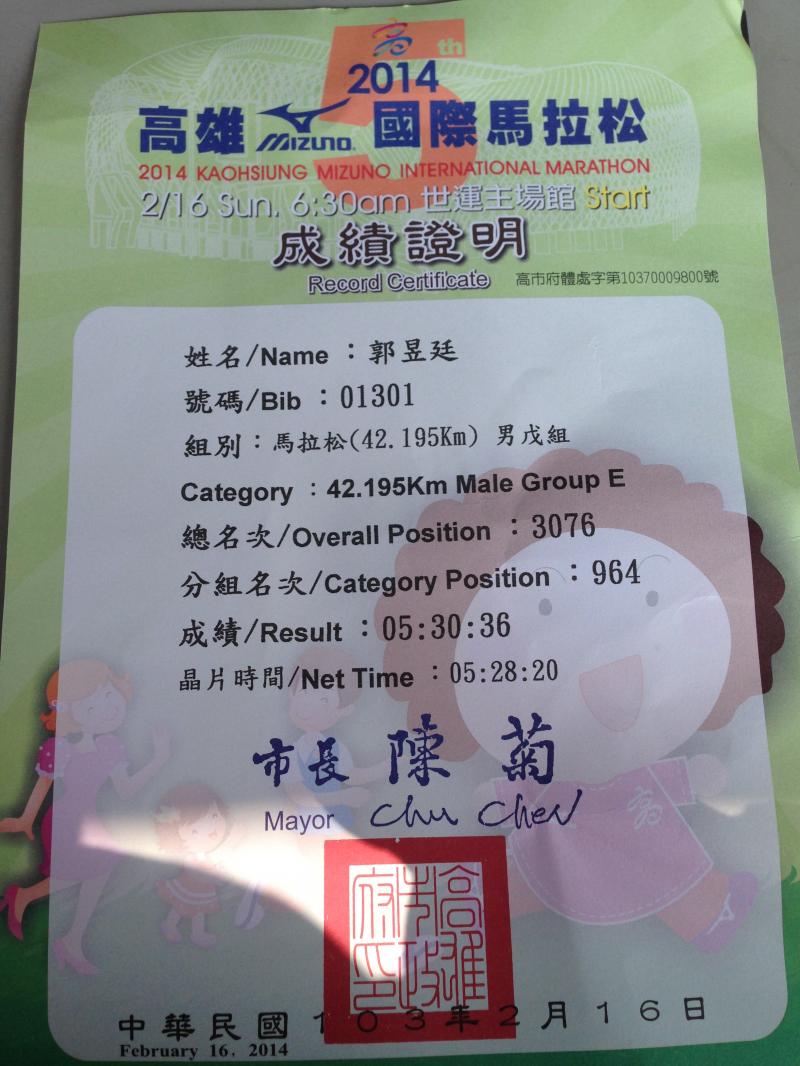 5th
2014
高雄 MIZUNO 國際馬拉松
2014 KAOHSIUNG MIZUNO INTERNATIONAL MARATHON
2/16 Sun. 6:30am 世運主場館 Start
成績證明
Record Certificate 高市府體處字第10370009800號
姓名/Name ：郭昱廷
號碼/Bib ：01301
組別：馬拉松(42.195Km) 男戊組
Category ：42.195Km Male Group E
總名次/Overall Position ：3076
分組名次/Category Position ：964
成績/Result ：05:30:36
晶片時間/Net Time ：05:28:20
市長 陳菊
Mayor Chu Chen
高雄市政府印
中華民國103年2月16日
February 16, 2014